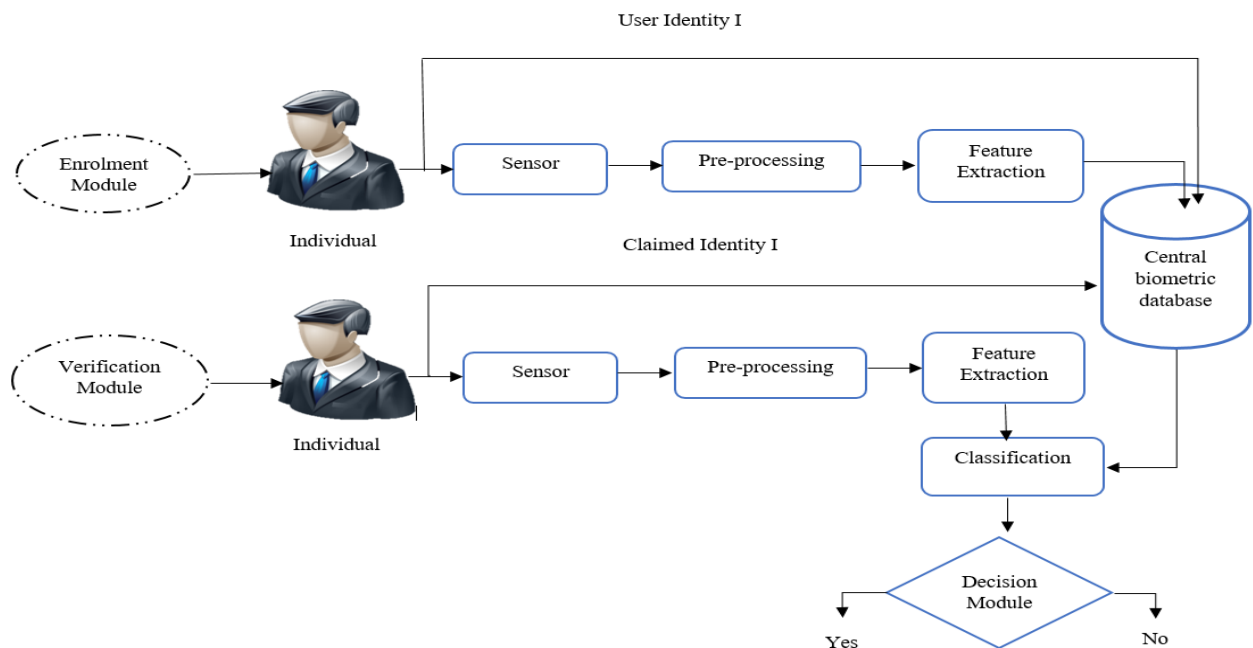 User Identity I
Enrolment
Module
Sensor
Pre-processing
Feature
Extraction
Individual
Claimed Identity I
Central
biometric
database
Verification
Module
Sensor
Pre-processing
Feature
Extraction
Individual
Classification
Decision
Module
Yes
No